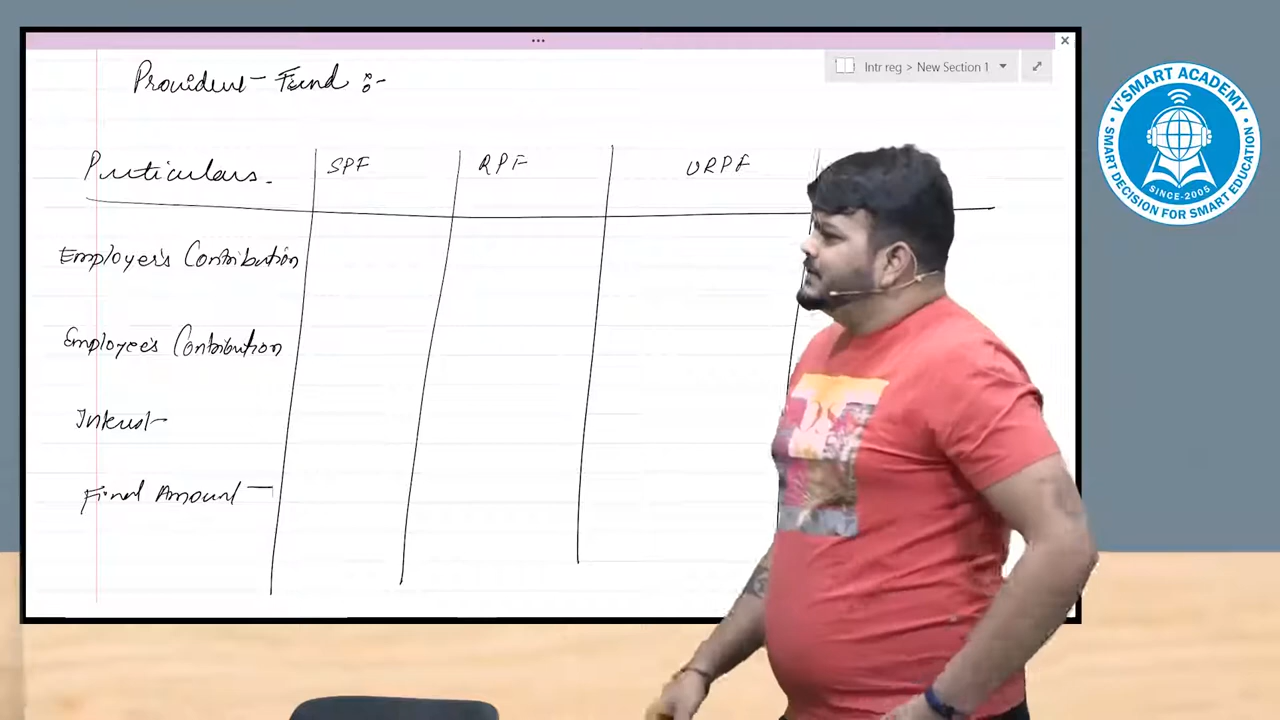 Provident Fund :-
Intr reg > New Section 1
Particulars.
SPF
RPF
URPF
Employer's Contribution
Employee's Contribution
Interest
Final Amount
V'SMART ACADEMY
SINCE-2005
SMART DECISION FOR SMART EDUCATION